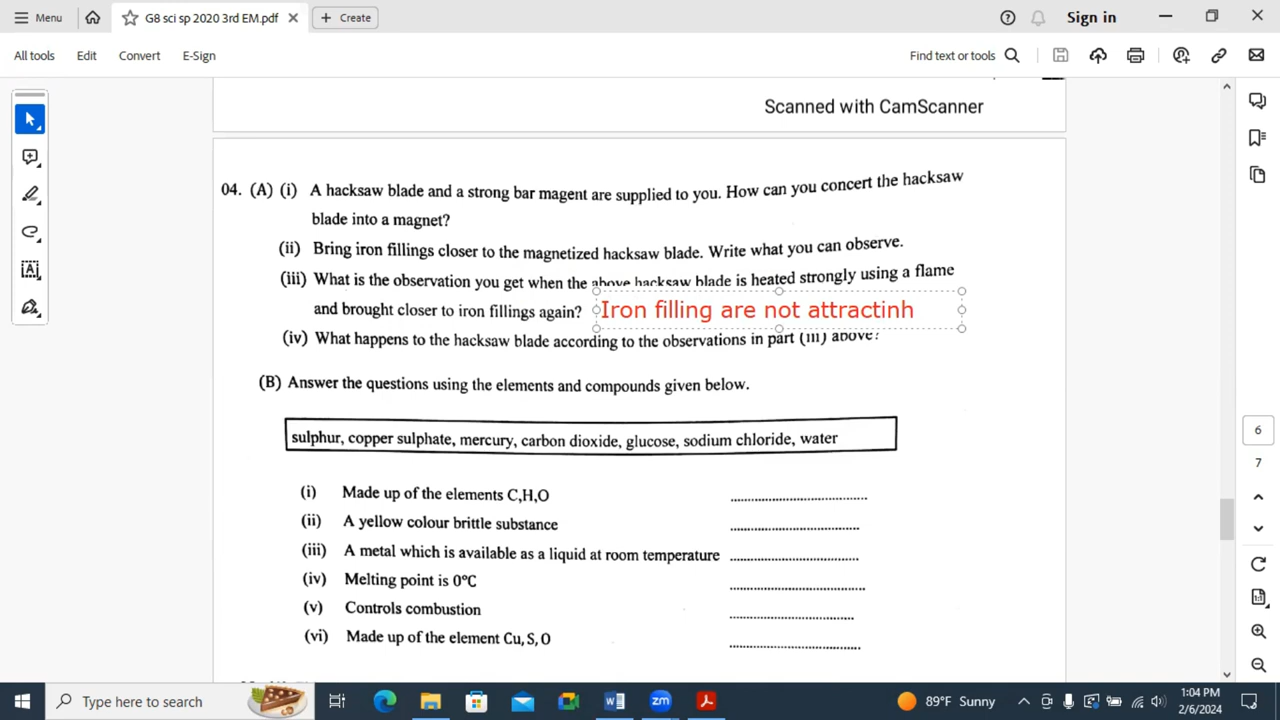 Menu
G8 sci sp 2020 3rd EM.pdf
Create
Sign in
All tools Edit Convert E-Sign
Find text or tools
Scanned with CamScanner
04. (A) (i) A hacksaw blade and a strong bar magent are supplied to you. How can you concert the hacksaw
blade into a magnet?
(ii) Bring iron fillings closer to the magnetized hacksaw blade. Write what you can observe.
(iii) What is the observation you get when the above hacksaw blade is heated strongly using a flame
and brought closer to iron fillings again? Iron filling are not attractinh
(iv) What happens to the hacksaw blade according to the observations in part (III) above?
(B) Answer the questions using the elements and compounds given below.
sulphur, copper sulphate, mercury, carbon dioxide, glucose, sodium chloride, water
(i) Made up of the elements C,H,O ....................................
(ii) A yellow colour brittle substance ....................................
(iii) A metal which is available as a liquid at room temperature ....................................
(iv) Melting point is 0°C ....................................
(v) Controls combustion ....................................
(vi) Made up of the element Cu, S, O ....................................
6
7
Type here to search
89°F Sunny
1:04 PM
2/6/2024